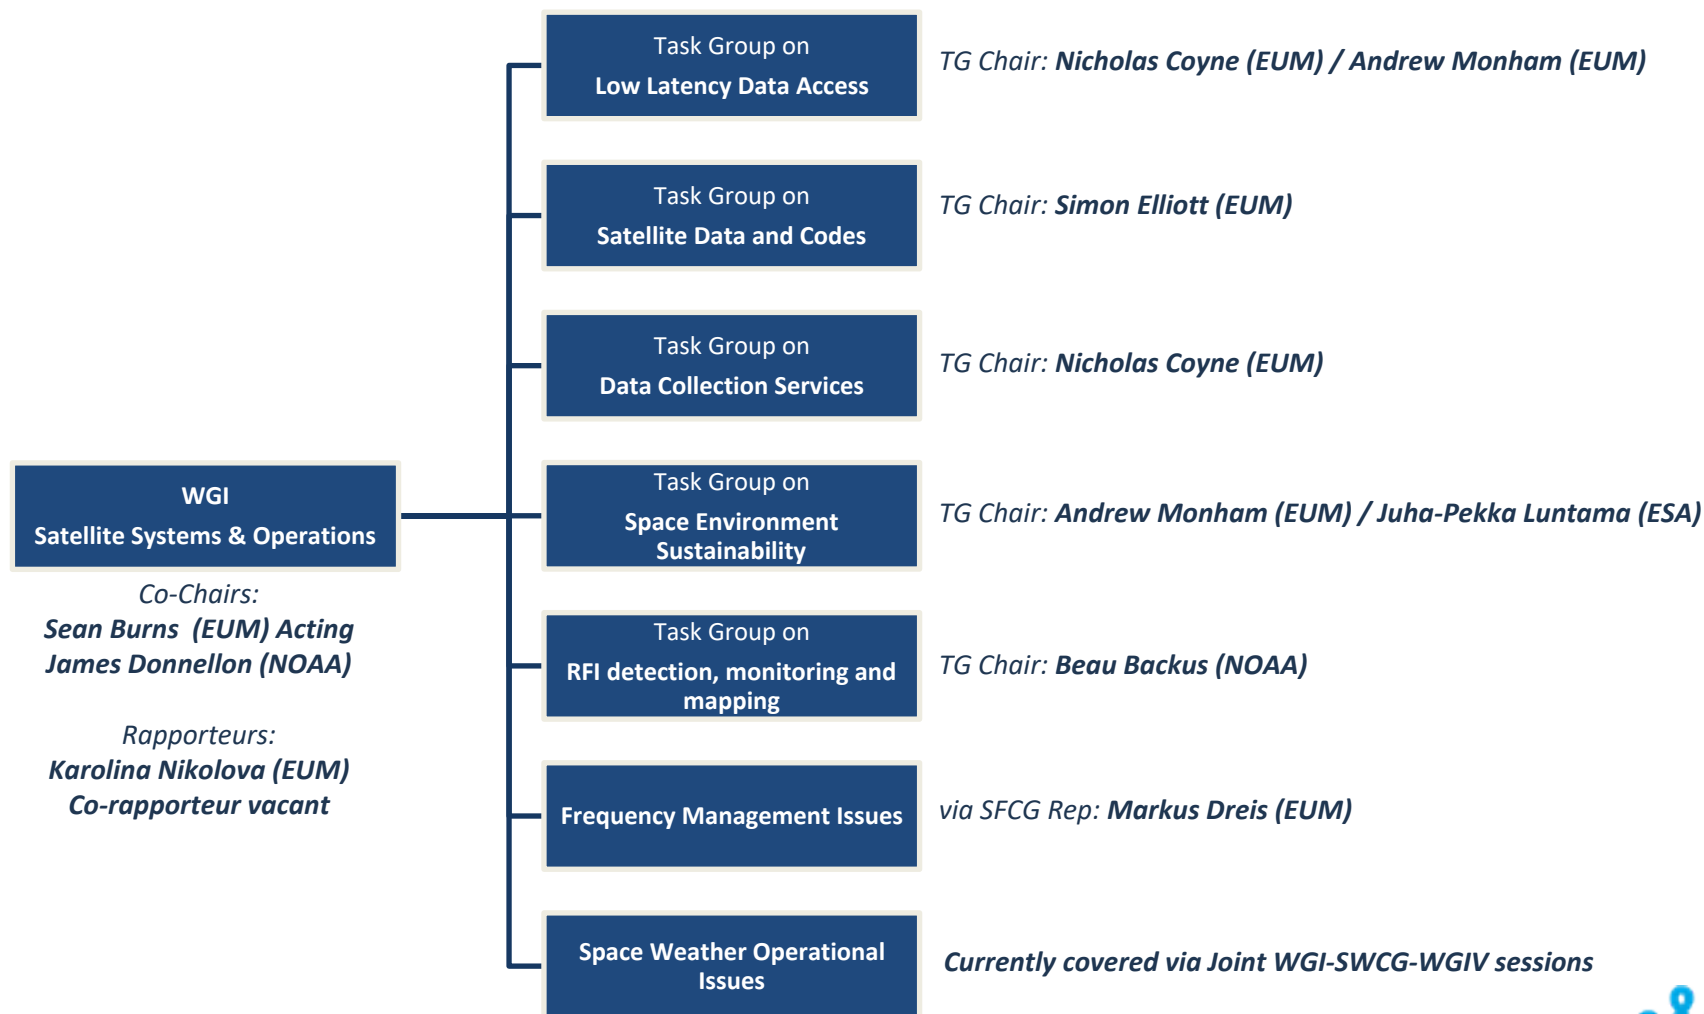 Task Group on
Low Latency Data Access
TG Chair: Nicholas Coyne (EUM) / Andrew Monham (EUM)
Task Group on
Satellite Data and Codes
TG Chair: Simon Elliott (EUM)
Task Group on
Data Collection Services
TG Chair: Nicholas Coyne (EUM)
WGI
Satellite Systems & Operations
Co-Chairs:
Sean Burns (EUM) Acting
James Donnellon (NOAA)
Rapporteurs:
Karolina Nikolova (EUM)
Co-rapporteur vacant
Task Group on
Space Environment
Sustainability
TG Chair: Andrew Monham (EUM) / Juha-Pekka Luntama (ESA)
Task Group on
RFI detection, monitoring and
mapping
TG Chair: Beau Backus (NOAA)
Frequency Management Issues
via SFCG Rep: Markus Dreis (EUM)
Space Weather Operational
Issues
Currently covered via Joint WGI-SWCG-WGIV sessions